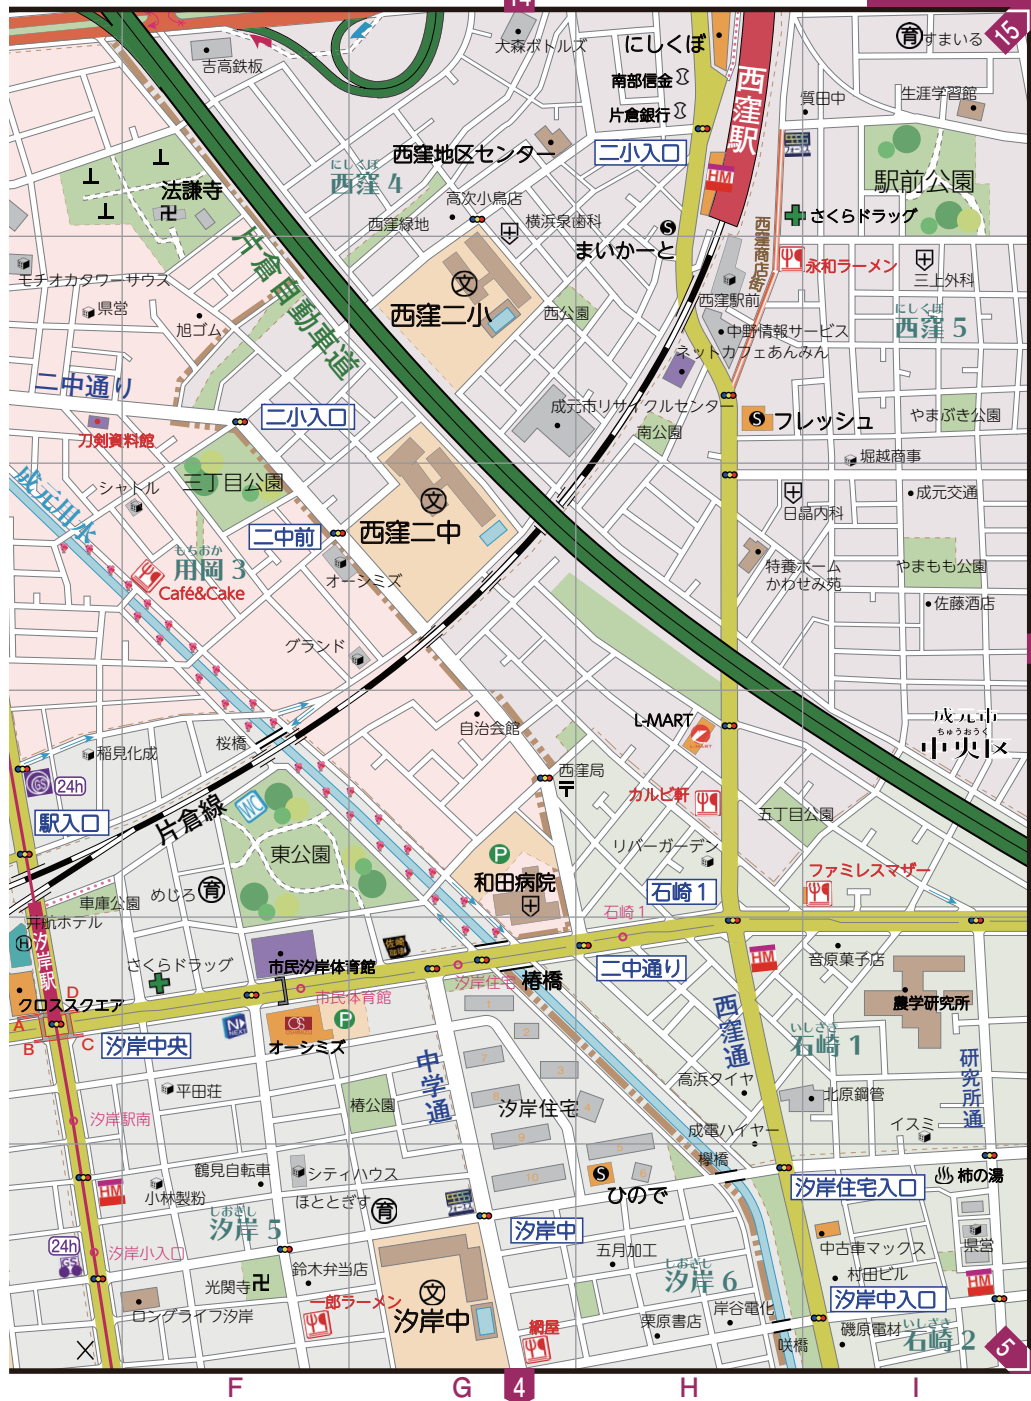 14
15
大森ボトルズ
にしくぼ
育 すまいる
吉高鉄板
南部信金
片倉銀行
西窪駅
質田中
生涯学習館
西窪地区センター
二小入口
にしくぼ
西窪 4
HM
駅前公園
法謙寺
高次小鳥店
西窪緑地
横浜泉歯科
S
まいかーと
さくらドラッグ
西窪商店街
片倉自動車道
文
永和ラーメン
三上外科
モチオカタワーサウス
県営
旭ゴム
西窪二小
西公園
西窪駅前
にしくぼ
西窪 5
中野情報サービス
ネットカフェあんみん
二中通り
二小入口
成元市リサイクルセンター
S フレッシュ
やまぶき公園
刀剣資料館
南公園
堀越商事
成元用水
シャトル
三丁目公園
文
成元交通
二中前
西窪二中
日晶内科
もちおか
用岡 3
オーシミズ
特養ホーム
かわせみ苑
やまもも公園
Café&Cake
佐藤酒店
グランド
自治会館
L-MART
成元市
ちゅうおうく
中央区
稲見化成
桜橋
西窪局
GS 24h
WC
カルビ軒
駅入口
片倉線
五丁目公園
東公園
P
リバーガーデン
和田病院
ファミレスマザー
めじろ 育
車庫公園
石崎 1
石崎 1
汐岸駅
H
さくらドラッグ
市民汐岸体育館
二中通り
HM
音原菓子店
汐岸住宅
椿橋
クロススクエア
市民体育館
農学研究所
A
B
C
D
汐岸中央
NEXT
OS
P
オーシミズ
中学通
西窪通
いしざき
石崎 1
研究所通
1
2
3
4
5
6
7
8
9
10
高浜タイヤ
平田荘
椿公園
汐岸住宅
北原鋼管
汐岸駅南
成電ハイヤー
イスミ
欅橋
鶴見自転車
シティハウス
S
ひので
汐岸住宅入口
柿の湯
HM
小林製粉
ほととぎす 育
しおぎし
汐岸 5
汐岸中
24h
GS
汐岸小入口
五月加工
中古車マックス
県営
鈴木弁当店
文
しおぎし
汐岸 6
村田ビル
HM
光関寺
一郎ラーメン
汐岸中入口
ロングライフ汐岸
汐岸中
網屋
栗原書店
岸谷電化
磯原電材
いしざき
石崎 2
咲橋
5
F
G
4
H
I